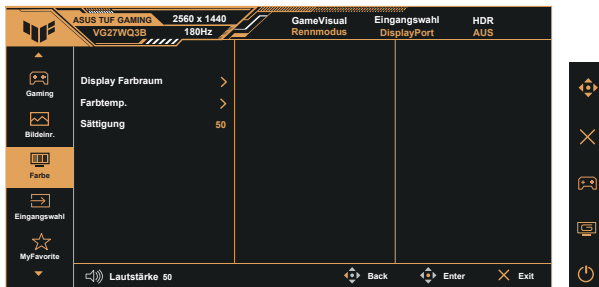 ASUS TUF GAMING 2560 x 1440 GameVisual Eingangswahl HDR
VG27WQ3B 180Hz Rennmodus DisplayPort AUS
Gaming
Bildeinr.
Farbe
Eingangswahl
MyFavorite
Display Farbraum
Farbtemp.
Sättigung 50
Lautstärke 50 Back Enter Exit